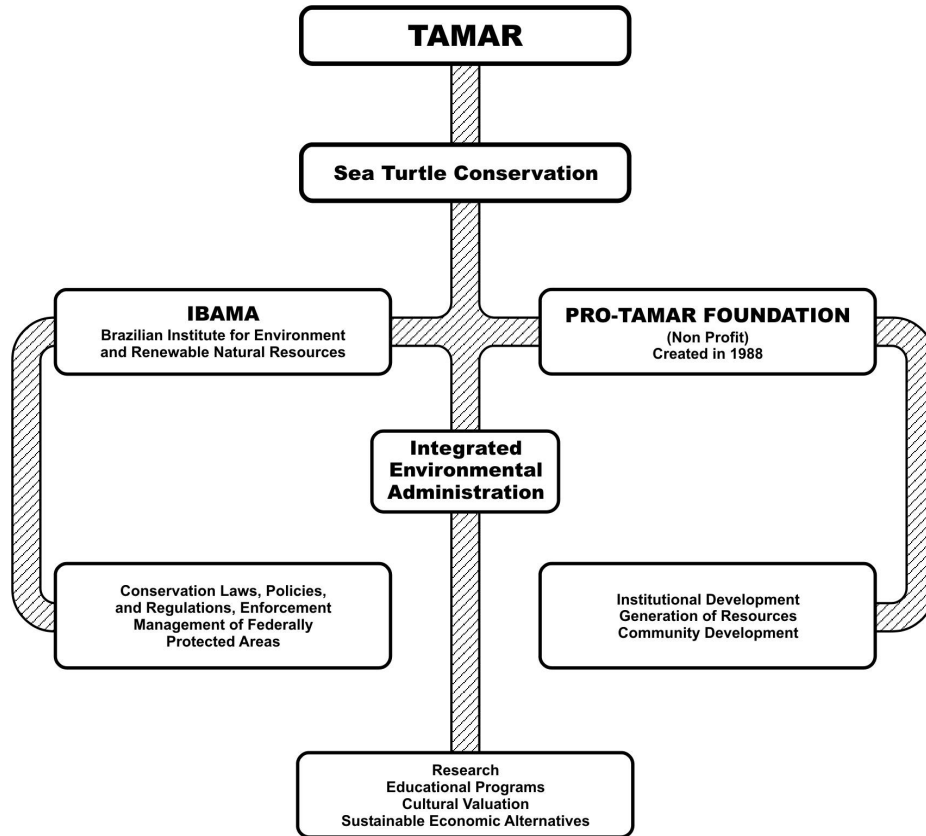 TAMAR
Sea Turtle Conservation
IBAMA
Brazilian Institute for Environment
and Renewable Natural Resources
PRO-TAMAR FOUNDATION
(Non Profit)
Created in 1988
Integrated
Environmental
Administration
Conservation Laws, Policies,
and Regulations, Enforcement
Management of Federally
Protected Areas
Institutional Development
Generation of Resources
Community Development
Research
Educational Programs
Cultural Valuation
Sustainable Economic Alternatives